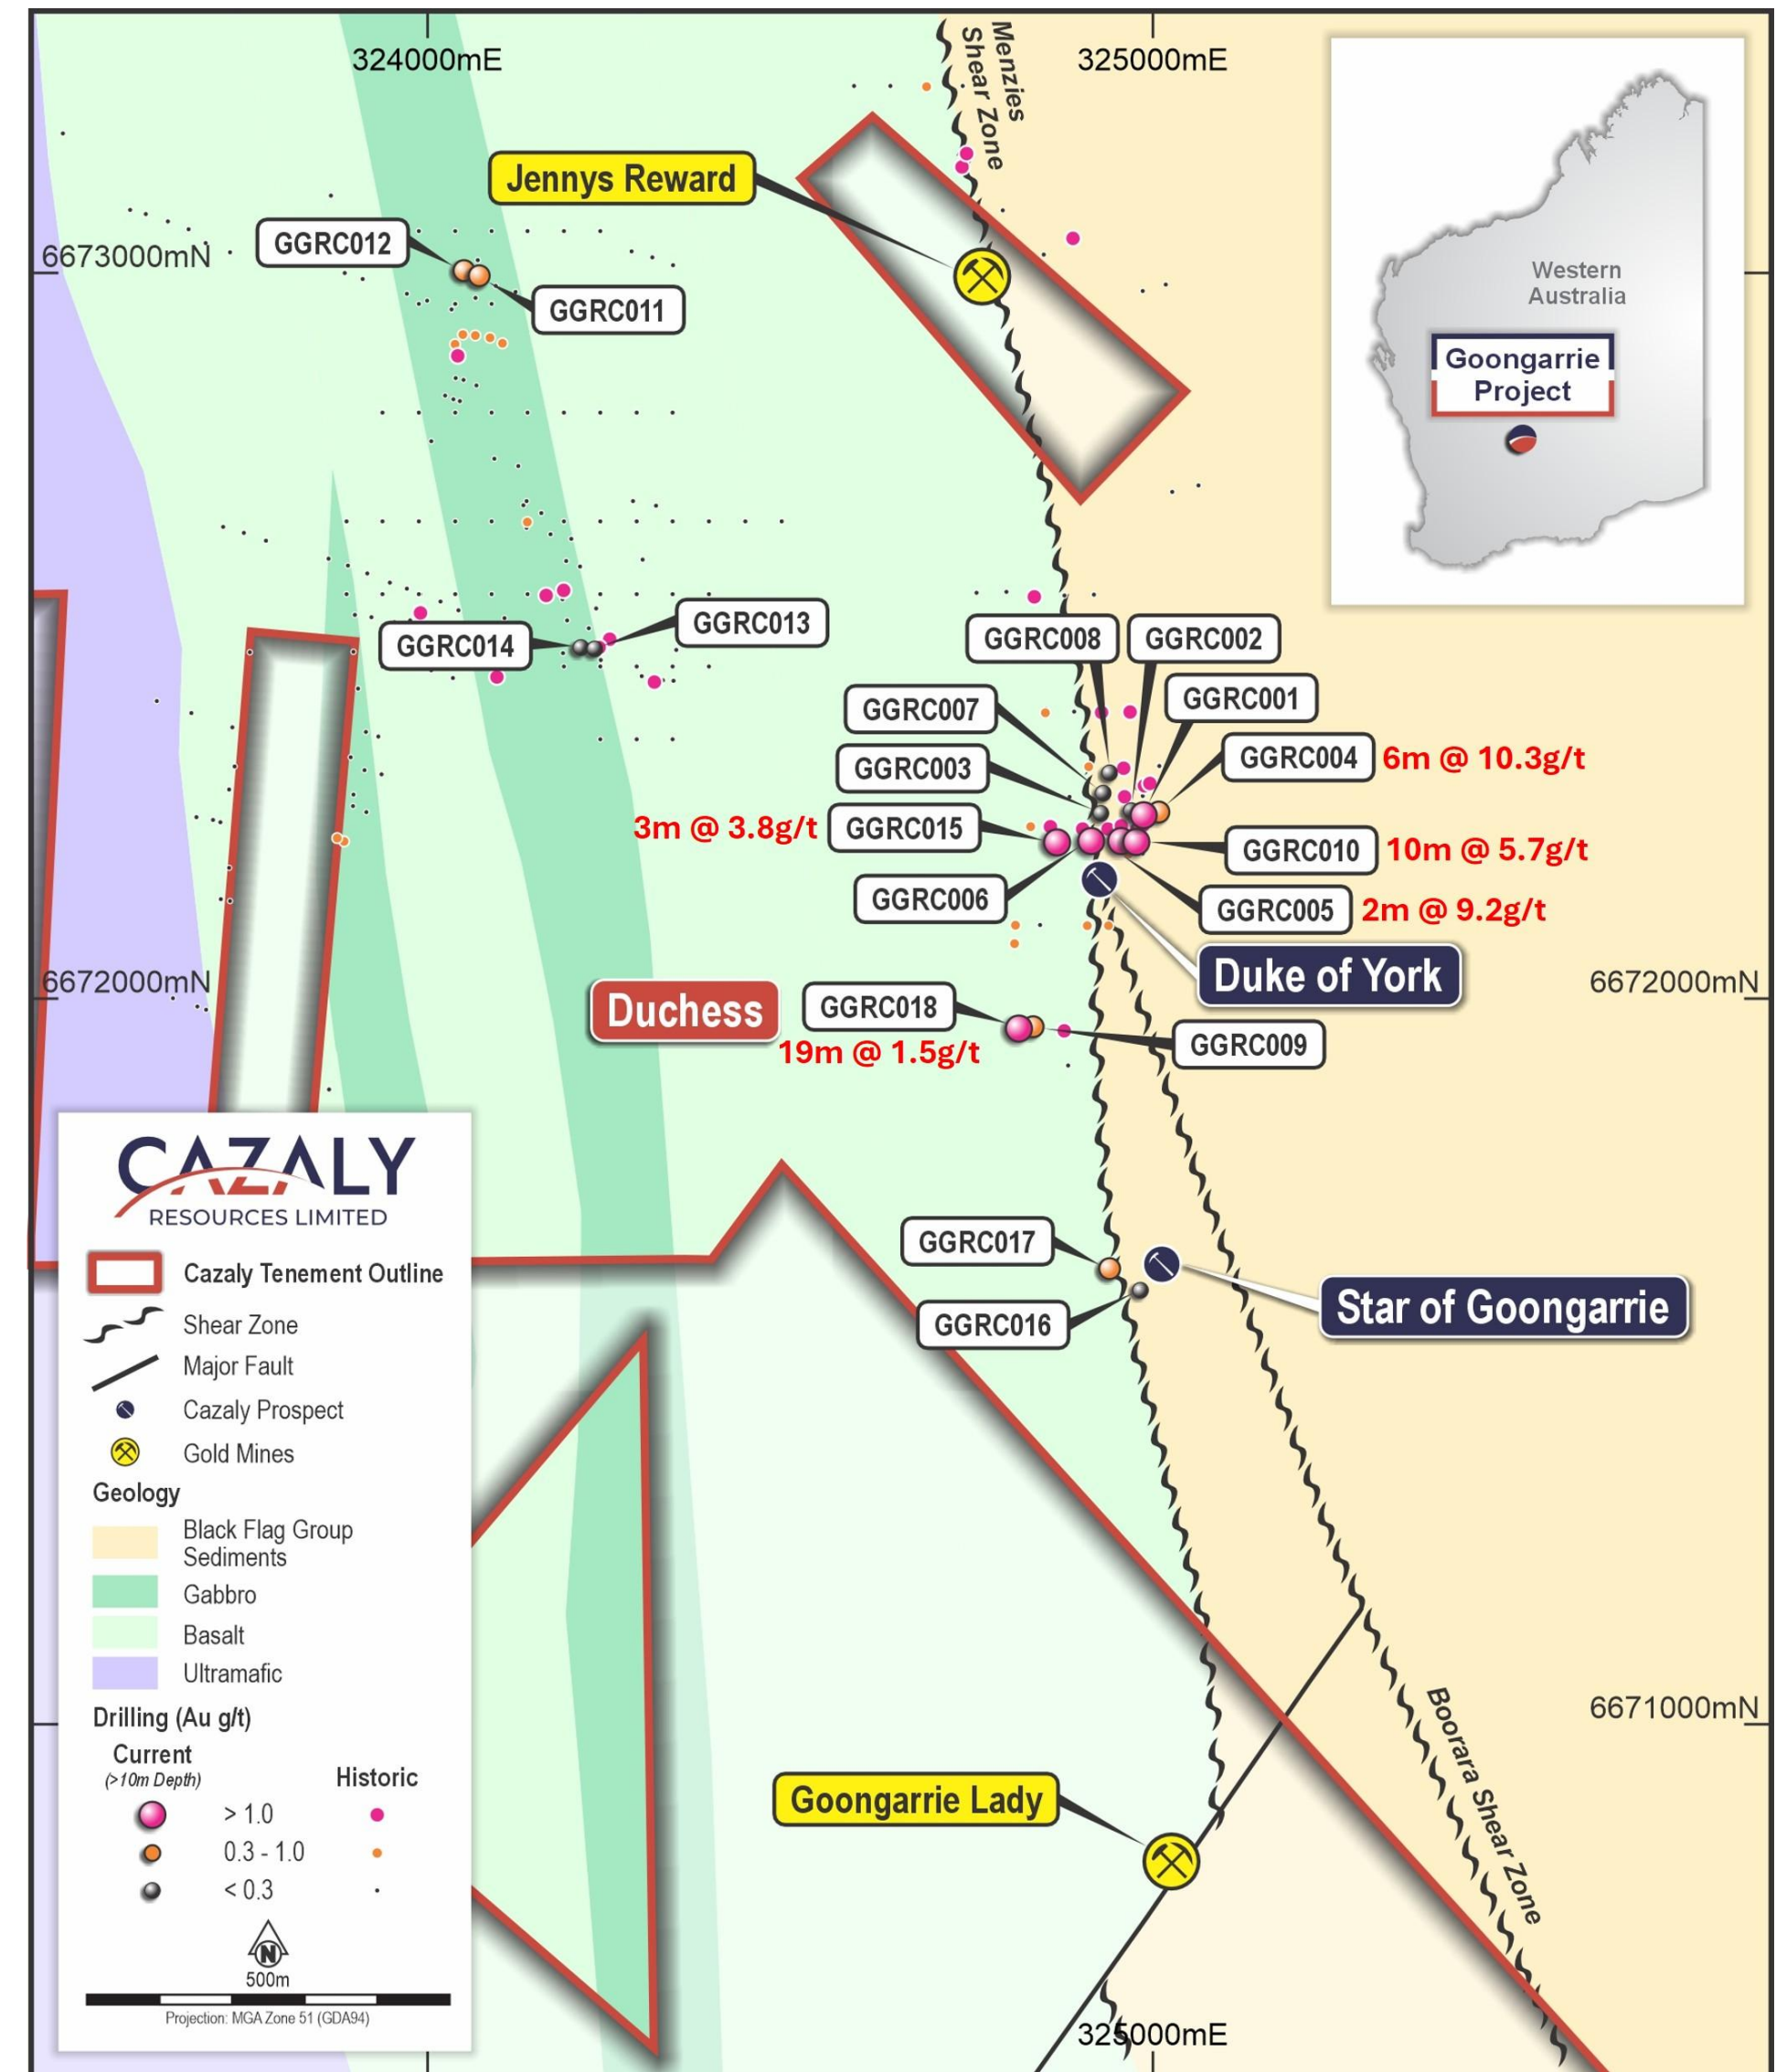 324000mE
325000mE
Menzies
Shear Zone
Jennys Reward
GGRC012
6673000mN
GGRC011
Western
Australia
Goongarrie
Project
GGRC013
GGRC014
GGRC008
GGRC002
GGRC007
GGRC001
GGRC003
GGRC004
6m @ 10.3g/t
3m @ 3.8g/t
GGRC015
GGRC010
10m @ 5.7g/t
GGRC006
GGRC005
2m @ 9.2g/t
Duke of York
6672000mN
6672000mN
Duchess
GGRC018
19m @ 1.5g/t
GGRC009
GGRC017
GGRC016
Star of Goongarrie
6671000mN
Boorara Shear Zone
Goongarrie Lady
325000mE
CAZALY
RESOURCES LIMITED
Cazaly Tenement Outline
Shear Zone
Major Fault
Cazaly Prospect
Gold Mines
Geology
Black Flag Group
Sediments
Gabbro
Basalt
Ultramafic
Drilling (Au g/t)
Current
(>10m Depth)
Historic
> 1.0
0.3 - 1.0
< 0.3
N
500m
Projection: MGA Zone 51 (GDA94)